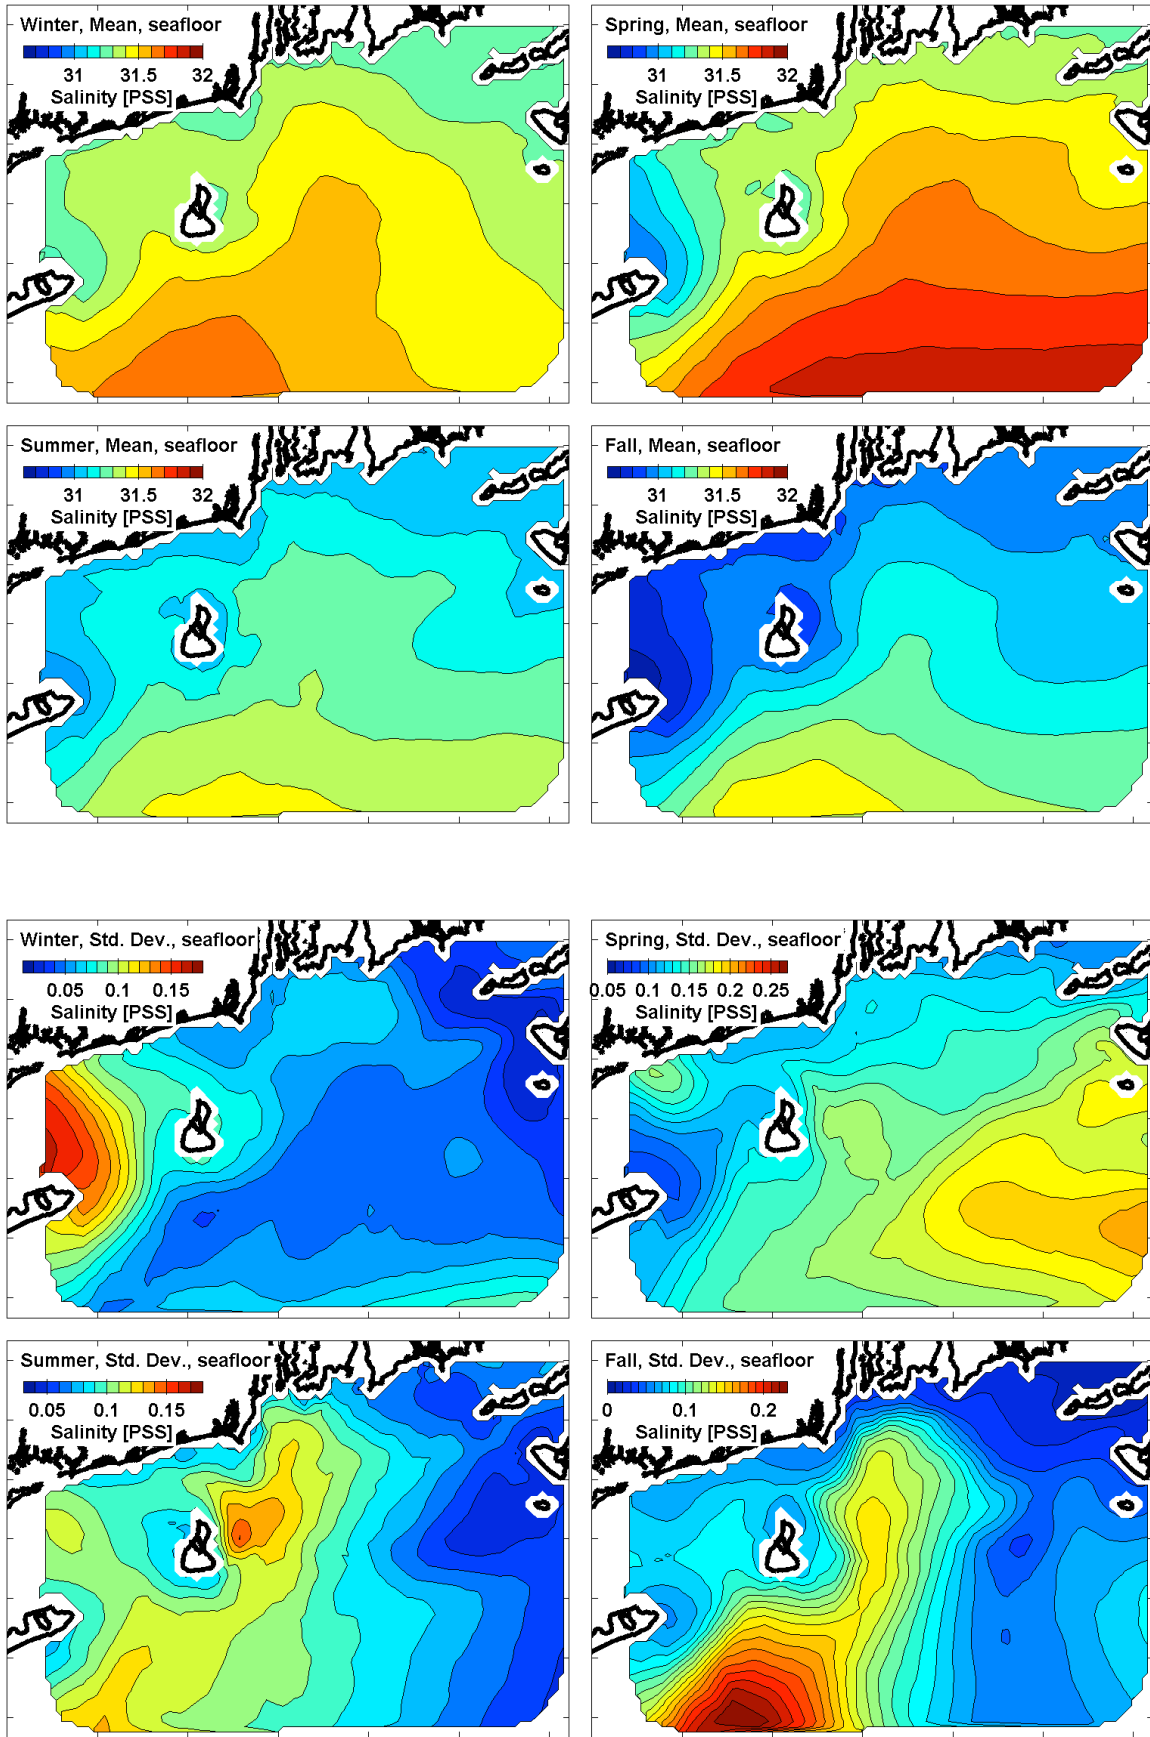 Winter, Mean, seafloor
31 31.5 32
Salinity [PSS]
Spring, Mean, seafloor
31 31.5 32
Salinity [PSS]
Summer, Mean, seafloor
31 31.5 32
Salinity [PSS]
Fall, Mean, seafloor
31 31.5 32
Salinity [PSS]
Winter, Std. Dev., seafloor
0.05 0.1 0.15
Salinity [PSS]
Spring, Std. Dev., seafloor
0.05 0.1 0.15 0.2 0.25
Salinity [PSS]
Summer, Std. Dev., seafloor
0.05 0.1 0.15
Salinity [PSS]
Fall, Std. Dev., seafloor
0 0.1 0.2
Salinity [PSS]